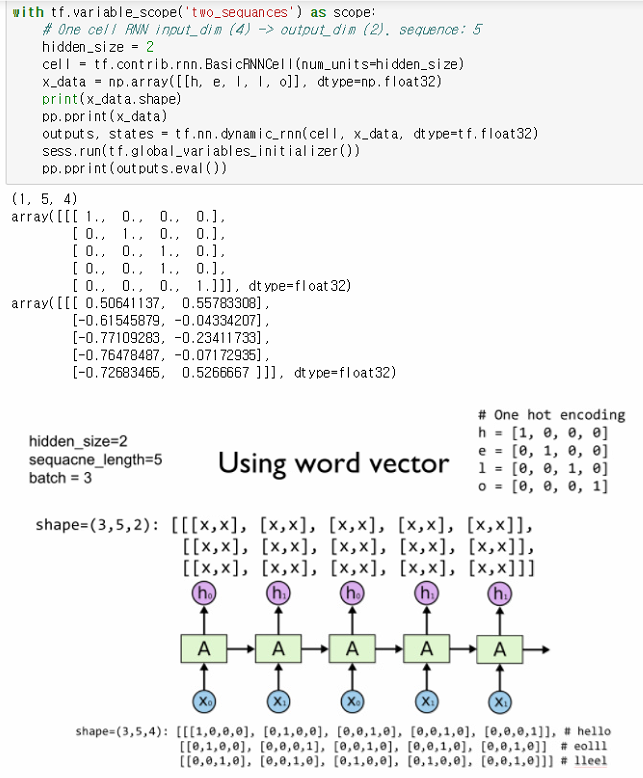 with tf.variable_scope('two_sequances') as scope:
# One cell RNN input_dim (4) -> output_dim (2). sequence: 5
hidden_size = 2
cell = tf.contrib.rnn.BasicRNNCell(num_units=hidden_size)
x_data = np.array([[h, e, l, l, o]], dtype=np.float32)
print(x_data.shape)
pp.pprint(x_data)
outputs, states = tf.nn.dynamic_rnn(cell, x_data, dtype=tf.float32)
sess.run(tf.global_variables_initializer())
pp.pprint(outputs.eval())
(1, 5, 4)
array([[[ 1., 0., 0., 0.],
[ 0., 1., 0., 0.],
[ 0., 0., 1., 0.],
[ 0., 0., 1., 0.],
[ 0., 0., 0., 1.]]], dtype=float32)
array([[[ 0.50641137, 0.55783308],
[-0.61545879, -0.04334207],
[-0.77109283, -0.23411733],
[-0.76478487, -0.07172935],
[-0.72683465, 0.5266667 ]]], dtype=float32)
# One hot encoding
h = [1, 0, 0, 0]
e = [0, 1, 0, 0]
l = [0, 0, 1, 0]
o = [0, 0, 0, 1]
hidden_size=2
sequacne_length=5
batch = 3
Using word vector
shape=(3,5,2): [[[x,x], [x,x], [x,x], [x,x], [x,x]],
[[x,x], [x,x], [x,x], [x,x], [x,x]],
[[x,x], [x,x], [x,x], [x,x], [x,x]]]
h₀ h₁ h₀ h₁ h₁
A A A A A
X₀ X₁ X₀ X₁ X₁
shape=(3,5,4): [[[1,0,0,0], [0,1,0,0], [0,0,1,0], [0,0,1,0], [0,0,0,1]], # hello
[[0,1,0,0], [0,0,0,1], [0,0,1,0], [0,0,1,0], [0,0,1,0]] # eolll
[[0,0,1,0], [0,0,1,0], [0,1,0,0], [0,1,0,0], [0,0,1,0]]] # lleel